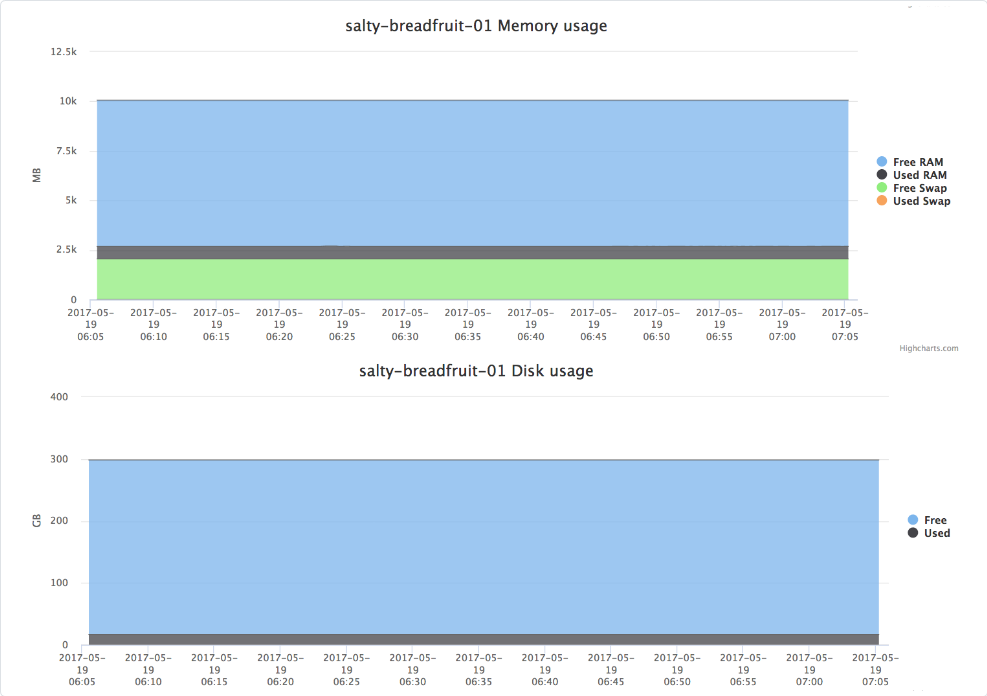 salty-breadfruit-01 Memory usage
12.5k
10k
7.5k
5k
2.5k
0
MB
2017-05-19 06:05
2017-05-19 06:10
2017-05-19 06:15
2017-05-19 06:20
2017-05-19 06:25
2017-05-19 06:30
2017-05-19 06:35
2017-05-19 06:40
2017-05-19 06:45
2017-05-19 06:50
2017-05-19 06:55
2017-05-19 07:00
2017-05-19 07:05
Free RAM
Used RAM
Free Swap
Used Swap
Highcharts.com
salty-breadfruit-01 Disk usage
400
300
200
100
0
GB
2017-05-19 06:05
2017-05-19 06:10
2017-05-19 06:15
2017-05-19 06:20
2017-05-19 06:25
2017-05-19 06:30
2017-05-19 06:35
2017-05-19 06:40
2017-05-19 06:45
2017-05-19 06:50
2017-05-19 06:55
2017-05-19 07:00
2017-05-19 07:05
Free
Used